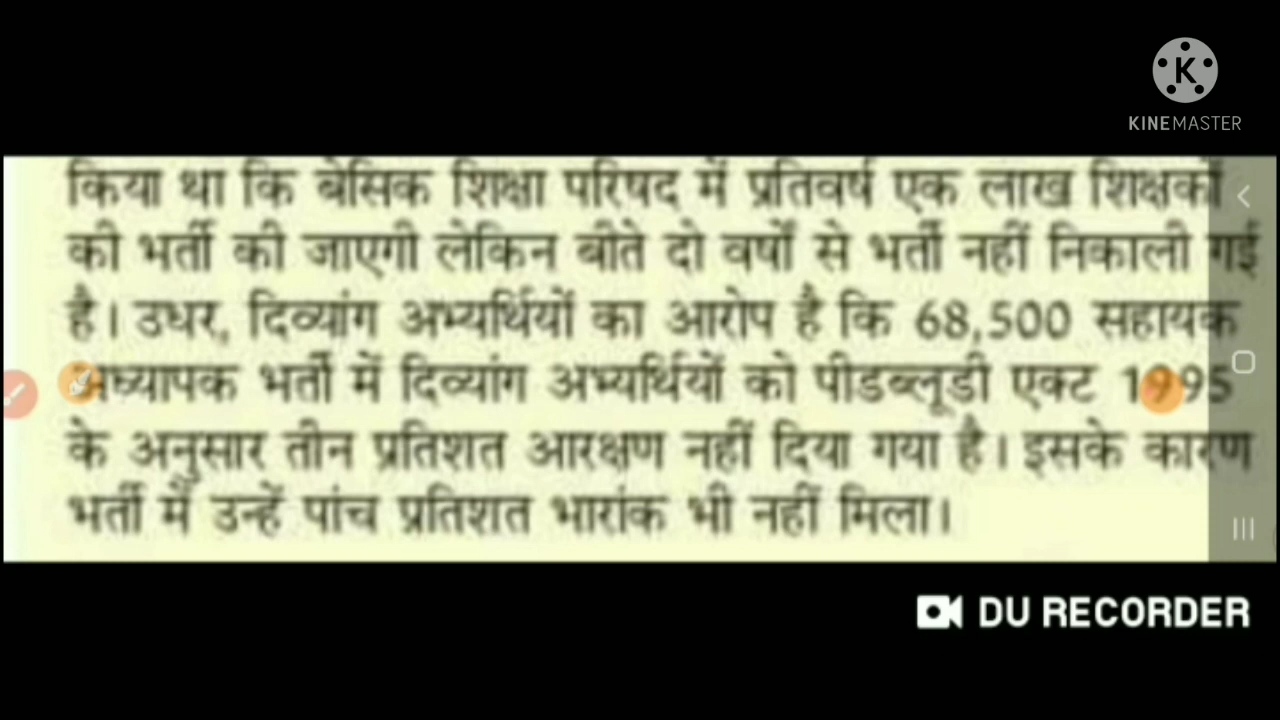 KINEMASTER
किया था कि बेसिक शिक्षा परिषद में प्रतिवर्ष एक लाख शिक्षकों
की भर्ती की जाएगी लेकिन बीते दो वर्षों से भर्ती नहीं निकाली गई
है। उधर, दिव्यांग अभ्यर्थियों का आरोप है कि 68,500 सहायक
अध्यापक भर्ती में दिव्यांग अभ्यर्थियों को पीडब्लूडी एक्ट 1995
के अनुसार तीन प्रतिशत आरक्षण नहीं दिया गया है। इसके कारण
भर्ती में उन्हें पांच प्रतिशत भारांक भी नहीं मिला।
DU RECORDER